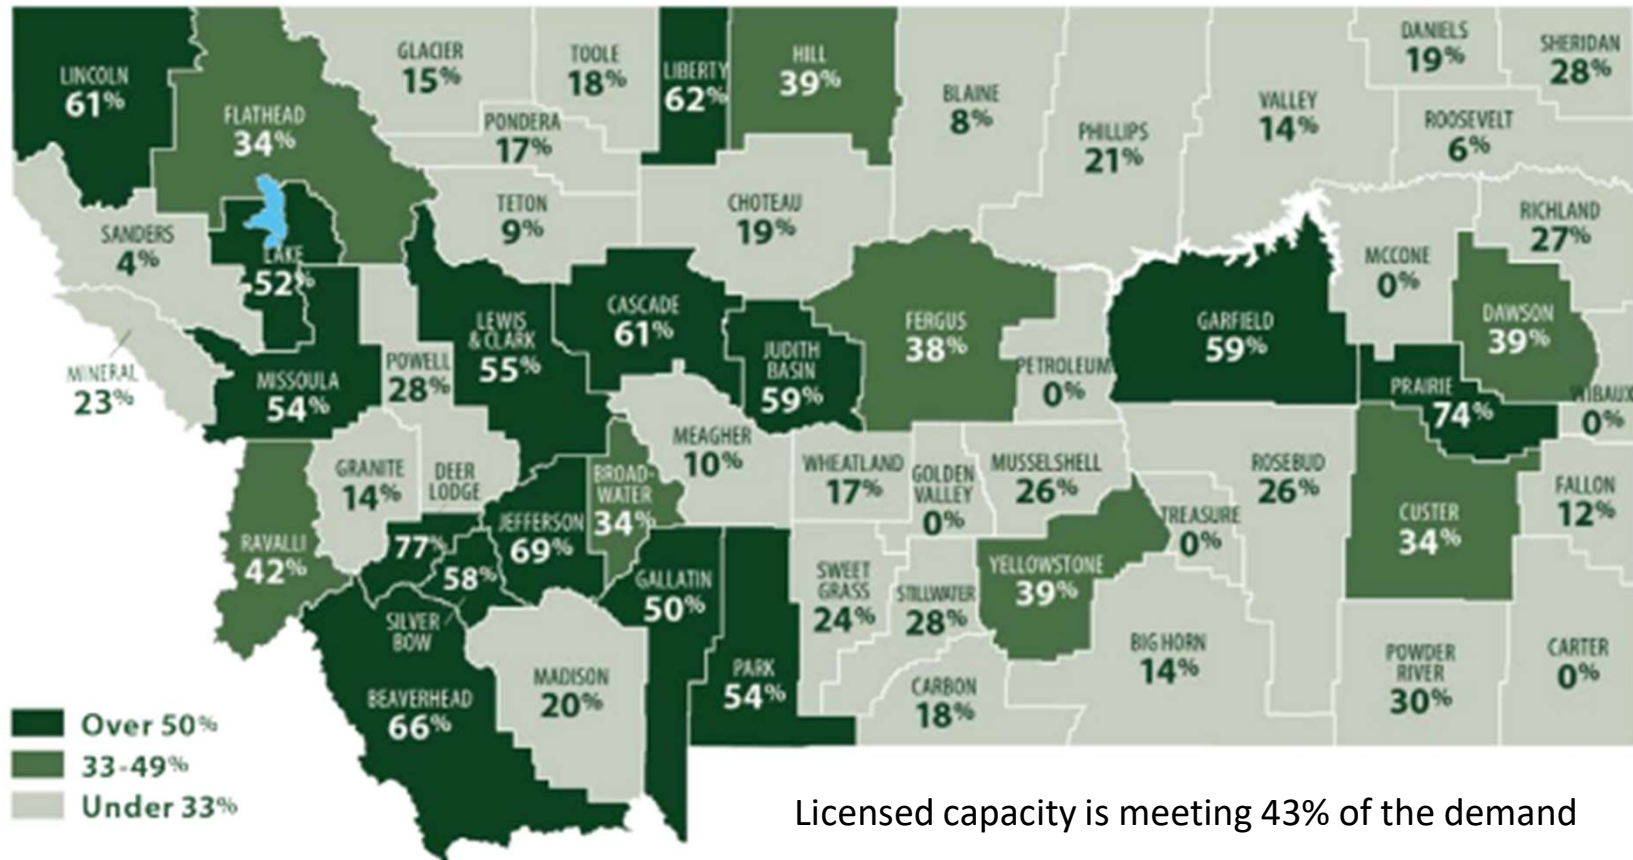 LINCOLN
61%
FLATHEAD
34%
GLACIER
15%
TOOLE
18%
LIBERTY
62%
HILL
39%
BLAINE
8%
PHILLIPS
21%
VALLEY
14%
DANIELS
19%
SHERIDAN
28%
ROOSEVELT
6%
PONDERA
17%
TETON
9%
CHOTEAU
19%
SANDERS
4%
LAKE
52%
MCCONE
0%
RICHLAND
27%
MINERAL
23%
MISSOULA
54%
POWELL
28%
LEWIS
& CLARK
55%
CASCADE
61%
JUDITH
BASIN
59%
FERGUS
38%
PETROLEUM
0%
GARFIELD
59%
PRAIRIE
74%
DAWSON
39%
WIBAUX
0%
RAVALLI
42%
GRANITE
14%
DEER
LODGE
77%
SILVER
BOW
58%
JEFFERSON
69%
BROAD-
WATER
34%
MEAGHER
10%
WHEATLAND
17%
GOLDEN
VALLEY
0%
MUSSELSHELL
26%
ROSEBUD
26%
TREASURE
0%
CUSTER
34%
FALLON
12%
BEAVERHEAD
66%
MADISON
20%
GALLATIN
50%
PARK
54%
SWEET
GRASS
24%
STILLWATER
28%
YELLOWSTONE
39%
CARBON
18%
BIG HORN
14%
POWDER
RIVER
30%
CARTER
0%
Over 50%
33-49%
Under 33%
Licensed capacity is meeting 43% of the demand